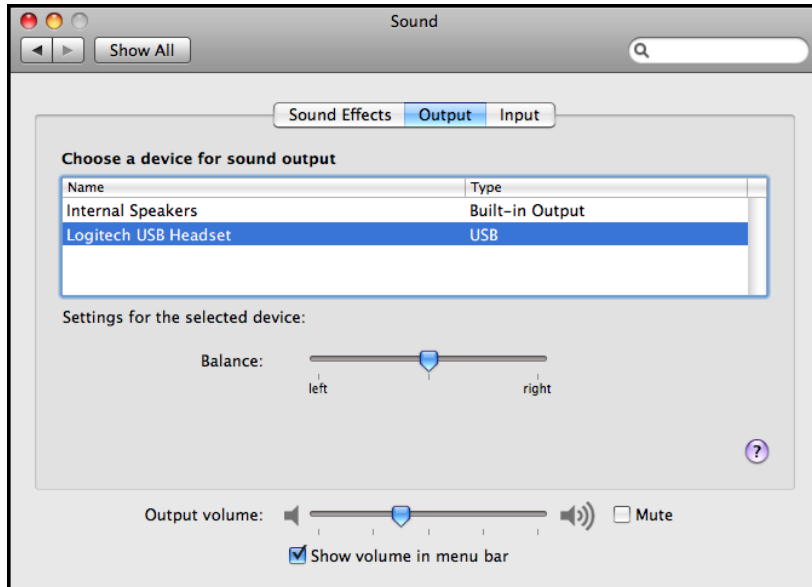 Sound
Show All
Sound Effects Output Input
Choose a device for sound output
Name Type
Internal Speakers Built-in Output
Logitech USB Headset USB
Settings for the selected device:
Balance:
left right
?
Output volume: Mute
Show volume in menu bar